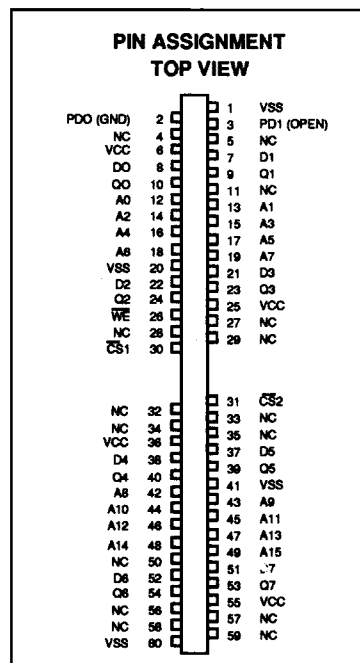 PIN ASSIGNMENT
TOP VIEW
1 VSS
PD0 (GND) 2
3 PD1 (OPEN)
NC 4
5 NC
VCC 6
7 D1
DO 8
9 Q1
QO 10
11 NC
A0 12
13 A1
A2 14
15 A3
A4 16
17 A5
A6 18
19 A7
VSS 20
21 D3
D2 22
23 Q3
Q2 24
25 VCC
WE 26
27 NC
NC 28
29 NC
CS1 30
31 CS2
NC 32
33 NC
NC 34
35 NC
VCC 36
37 D5
D4 38
39 Q5
Q4 40
41 VSS
A8 42
43 A9
A10 44
45 A11
A12 46
47 A13
A14 48
49 A15
NC 50
51
D6 52
53 Q7
Q6 54
55 VCC
NC 56
57 NC
NC 58
59 NC
VSS 60